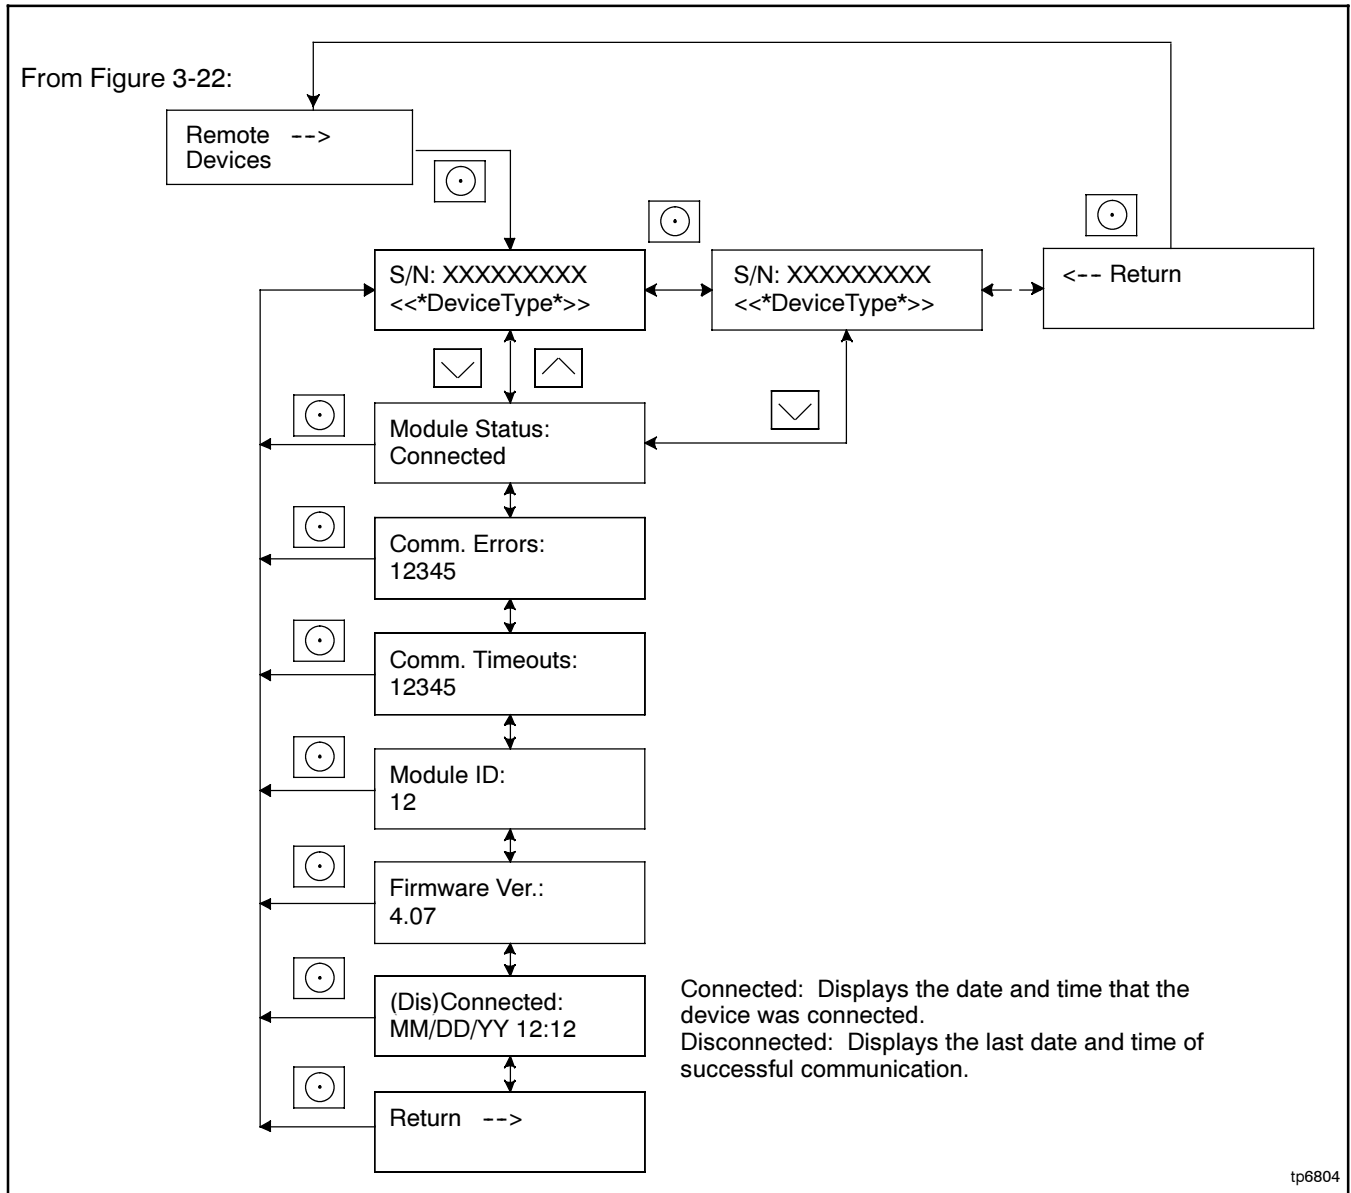 From Figure 3-22:
Remote -->
Devices
S/N: XXXXXXXXX
<<*DeviceType*>>
S/N: XXXXXXXXX
<<*DeviceType*>>
<-- Return
Module Status:
Connected
Comm. Errors:
12345
Comm. Timeouts:
12345
Module ID:
12
Firmware Ver.:
4.07
(Dis)Connected:
MM/DD/YY 12:12
Connected: Displays the date and time that the
device was connected.
Disconnected: Displays the last date and time of
successful communication.
Return -->
tp6804